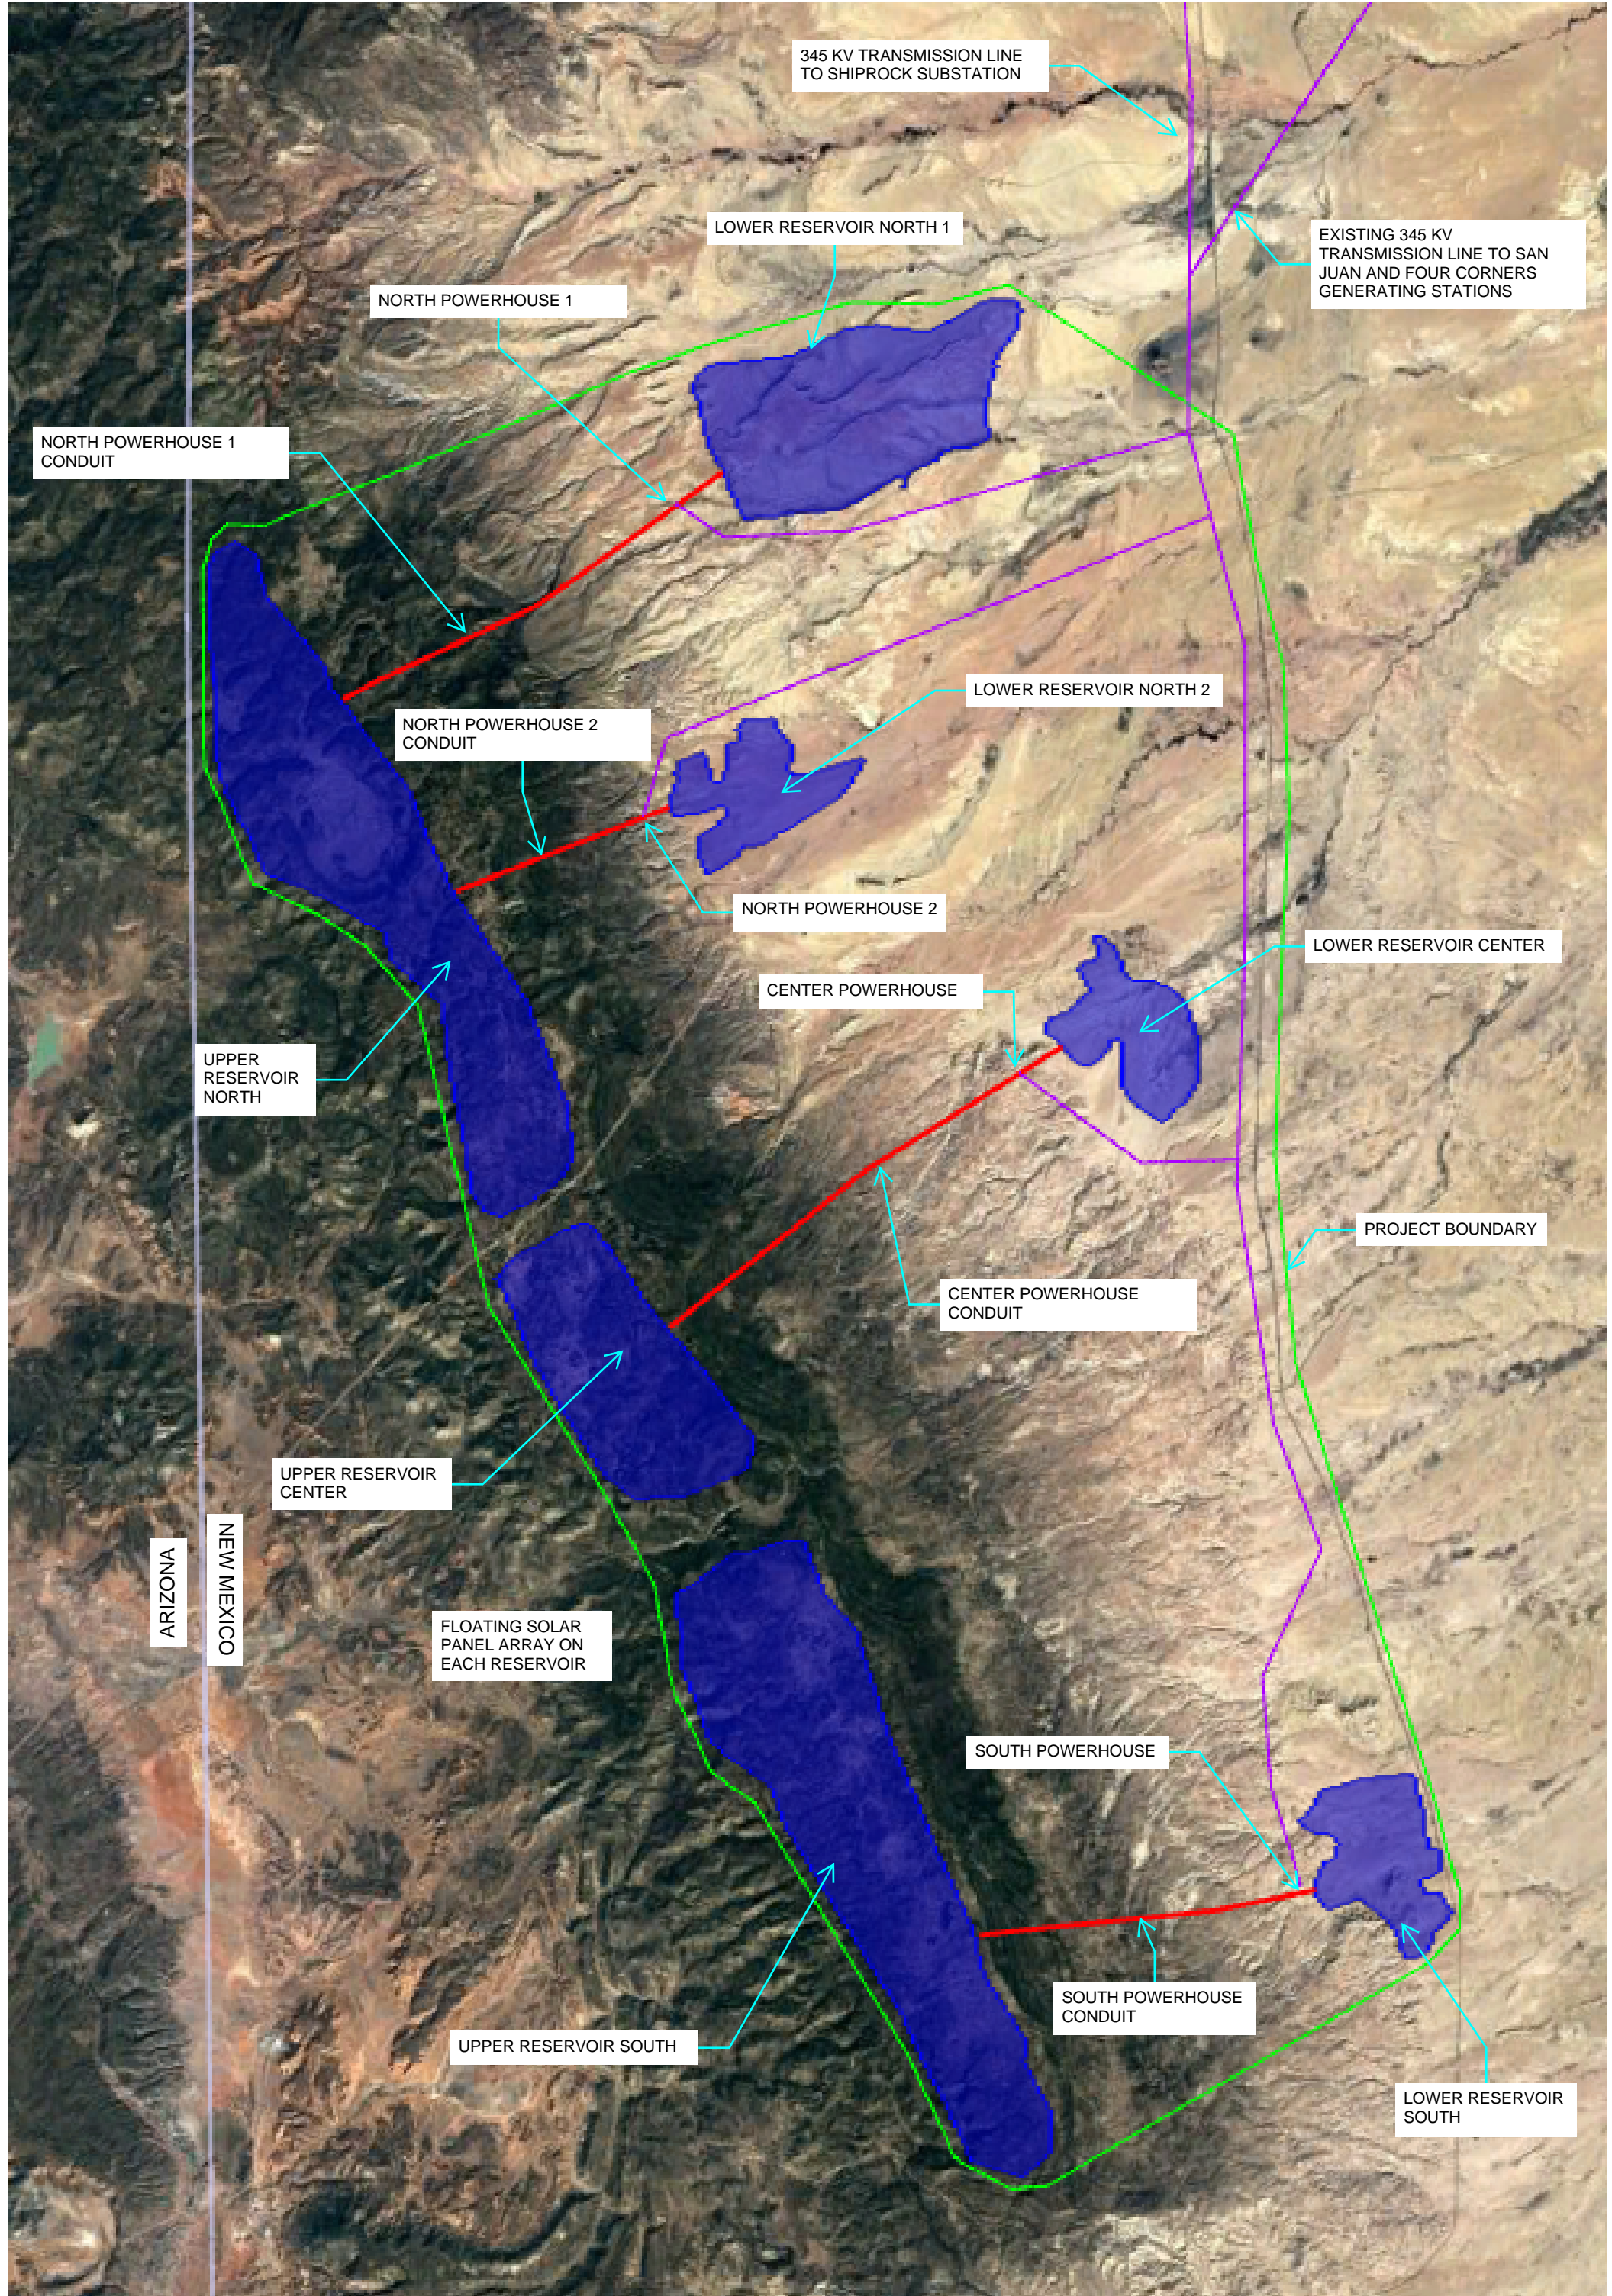 345 KV TRANSMISSION LINE
TO SHIPROCK SUBSTATION
LOWER RESERVOIR NORTH 1
EXISTING 345 KV
TRANSMISSION LINE TO SAN
JUAN AND FOUR CORNERS
GENERATING STATIONS
NORTH POWERHOUSE 1
NORTH POWERHOUSE 1
CONDUIT
LOWER RESERVOIR NORTH 2
NORTH POWERHOUSE 2
CONDUIT
NORTH POWERHOUSE 2
LOWER RESERVOIR CENTER
CENTER POWERHOUSE
UPPER
RESERVOIR
NORTH
PROJECT BOUNDARY
CENTER POWERHOUSE
CONDUIT
UPPER RESERVOIR
CENTER
ARIZONA
NEW MEXICO
FLOATING SOLAR
PANEL ARRAY ON
EACH RESERVOIR
SOUTH POWERHOUSE
SOUTH POWERHOUSE
CONDUIT
UPPER RESERVOIR SOUTH
LOWER RESERVOIR
SOUTH